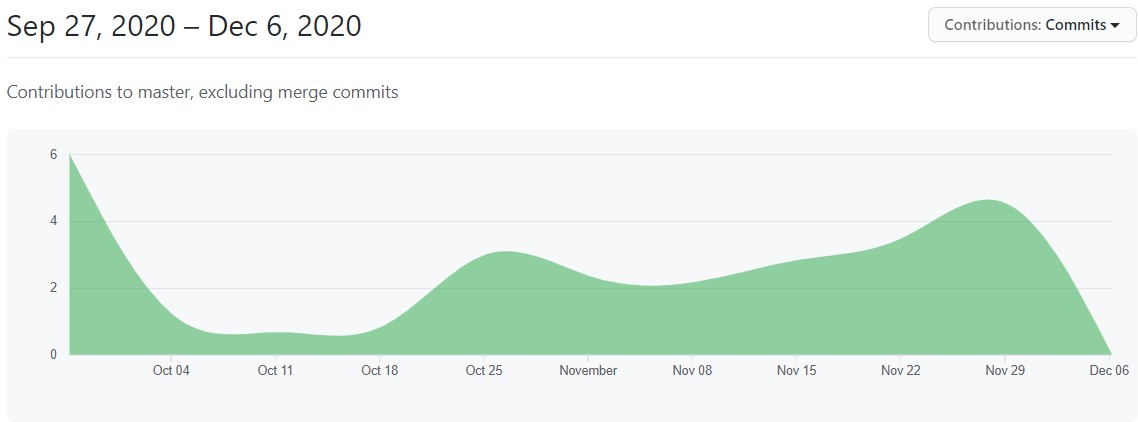 Sep 27, 2020 – Dec 6, 2020
Contributions: Commits
Contributions to master, excluding merge commits
6
4
2
0
Oct 04 Oct 11 Oct 18 Oct 25 November Nov 08 Nov 15 Nov 22 Nov 29 Dec 06